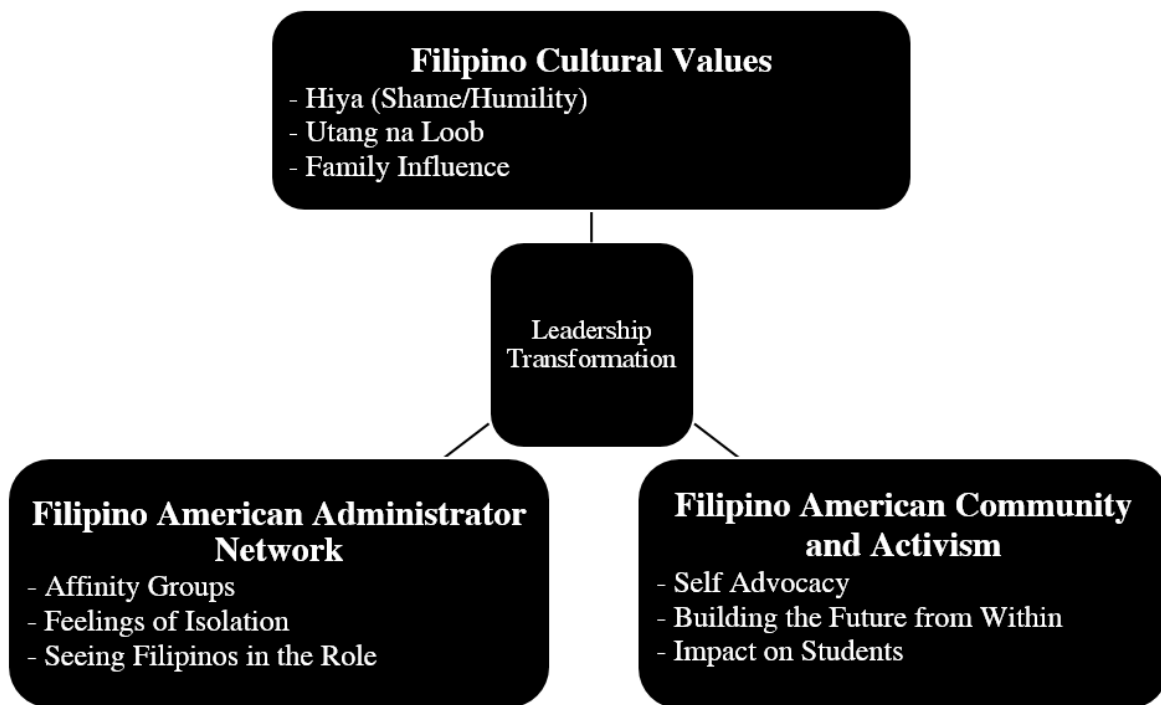 Filipino Cultural Values
- Hiya (Shame/Humility)
- Utang na Loob
- Family Influence
Leadership
Transformation
Filipino American Administrator
Network
- Affinity Groups
- Feelings of Isolation
- Seeing Filipinos in the Role
Filipino American Community
and Activism
- Self Advocacy
- Building the Future from Within
- Impact on Students